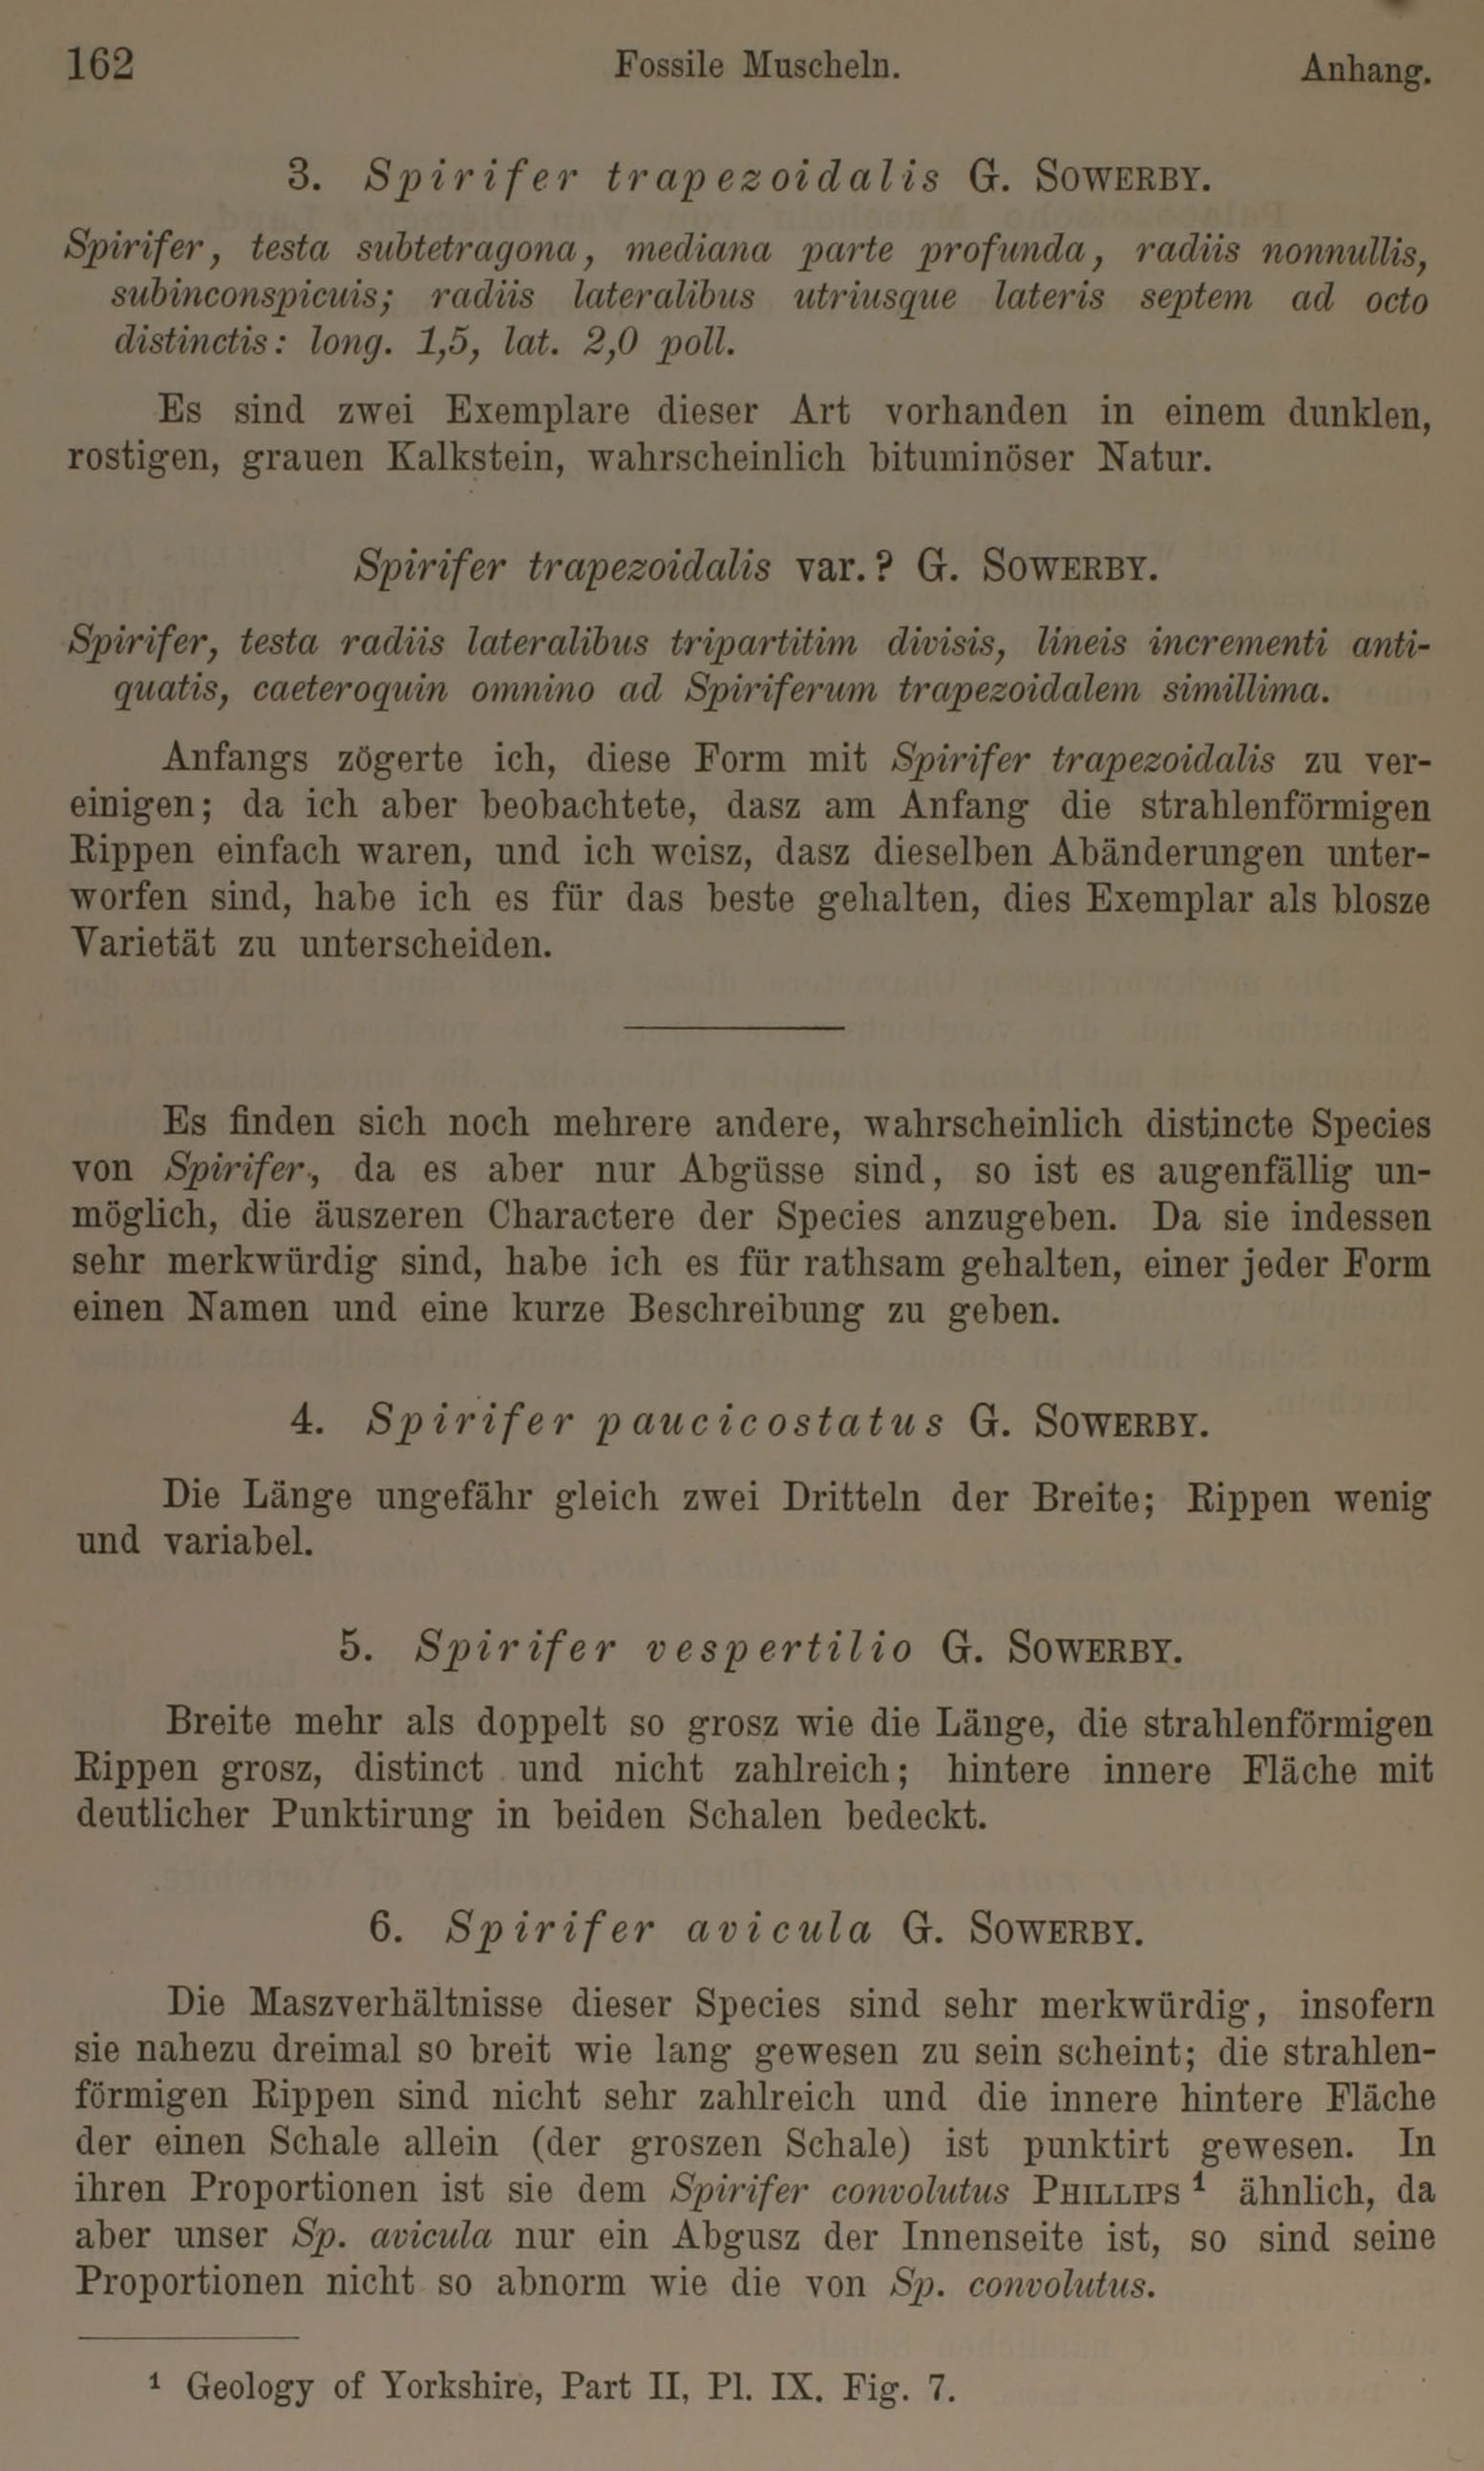 162 Fossile Muscheln. Anhang.
3. Spirifer trapezoidalis G. SOWERBY.
Spirifer, testa subtetragona, mediana parte profunda, radiis nonnullis,
subinconspicuis; radiis lateralibus utriusque lateris septem ad octo
distinctis: long. 1,5, lat. 2,0 poll.
Es sind zwei Exemplare dieser Art vorhanden in einem dunklen,
rostigen, grauen Kalkstein, wahrscheinlich bituminöser Natur.
Spirifer trapezoidalis var.? G. SOWERBY.
Spirifer, testa radiis lateralibus tripartitim divisis, lineis incrementi anti-
quatis, caeteroquin omnino ad Spiriferum trapezoidalem simillima.
Anfangs zögerte ich, diese Form mit Spirifer trapezoidalis zu ver-
einigen; da ich aber beobachtete, dasz am Anfang die strahlenförmigen
Rippen einfach waren, und ich weisz, dasz dieselben Abänderungen unter-
worfen sind, habe ich es für das beste gehalten, dies Exemplar als blosze
Varietät zu unterscheiden.
Es finden sich noch mehrere andere, wahrscheinlich distincte Species
von Spirifer, da es aber nur Abgüsse sind, so ist es augenfällig un-
möglich, die äuszeren Charactere der Species anzugeben. Da sie indessen
sehr merkwürdig sind, habe ich es für rathsam gehalten, einer jeder Form
einen Namen und eine kurze Beschreibung zu geben.
4. Spirifer paucicostatus G. SOWERBY.
Die Länge ungefähr gleich zwei Dritteln der Breite; Rippen wenig
und variabel.
5. Spirifer vespertilio G. SOWERBY.
Breite mehr als doppelt so grosz wie die Länge, die strahlenförmigen
Rippen grosz, distinct und nicht zahlreich; hintere innere Fläche mit
deutlicher Punktirung in beiden Schalen bedeckt.
6. Spirifer avicula G. SOWERBY.
Die Maszverhältnisse dieser Species sind sehr merkwürdig, insofern
sie nahezu dreimal so breit wie lang gewesen zu sein scheint; die strahlen-
förmigen Rippen sind nicht sehr zahlreich und die innere hintere Fläche
der einen Schale allein (der groszen Schale) ist punktirt gewesen. In
ihren Proportionen ist sie dem Spirifer convolutus PHILLIPS ¹ ähnlich, da
aber unser Sp. avicula nur ein Abgusz der Innenseite ist, so sind seine
Proportionen nicht so abnorm wie die von Sp. convolutus.
¹ Geology of Yorkshire, Part II, Pl. IX. Fig. 7.